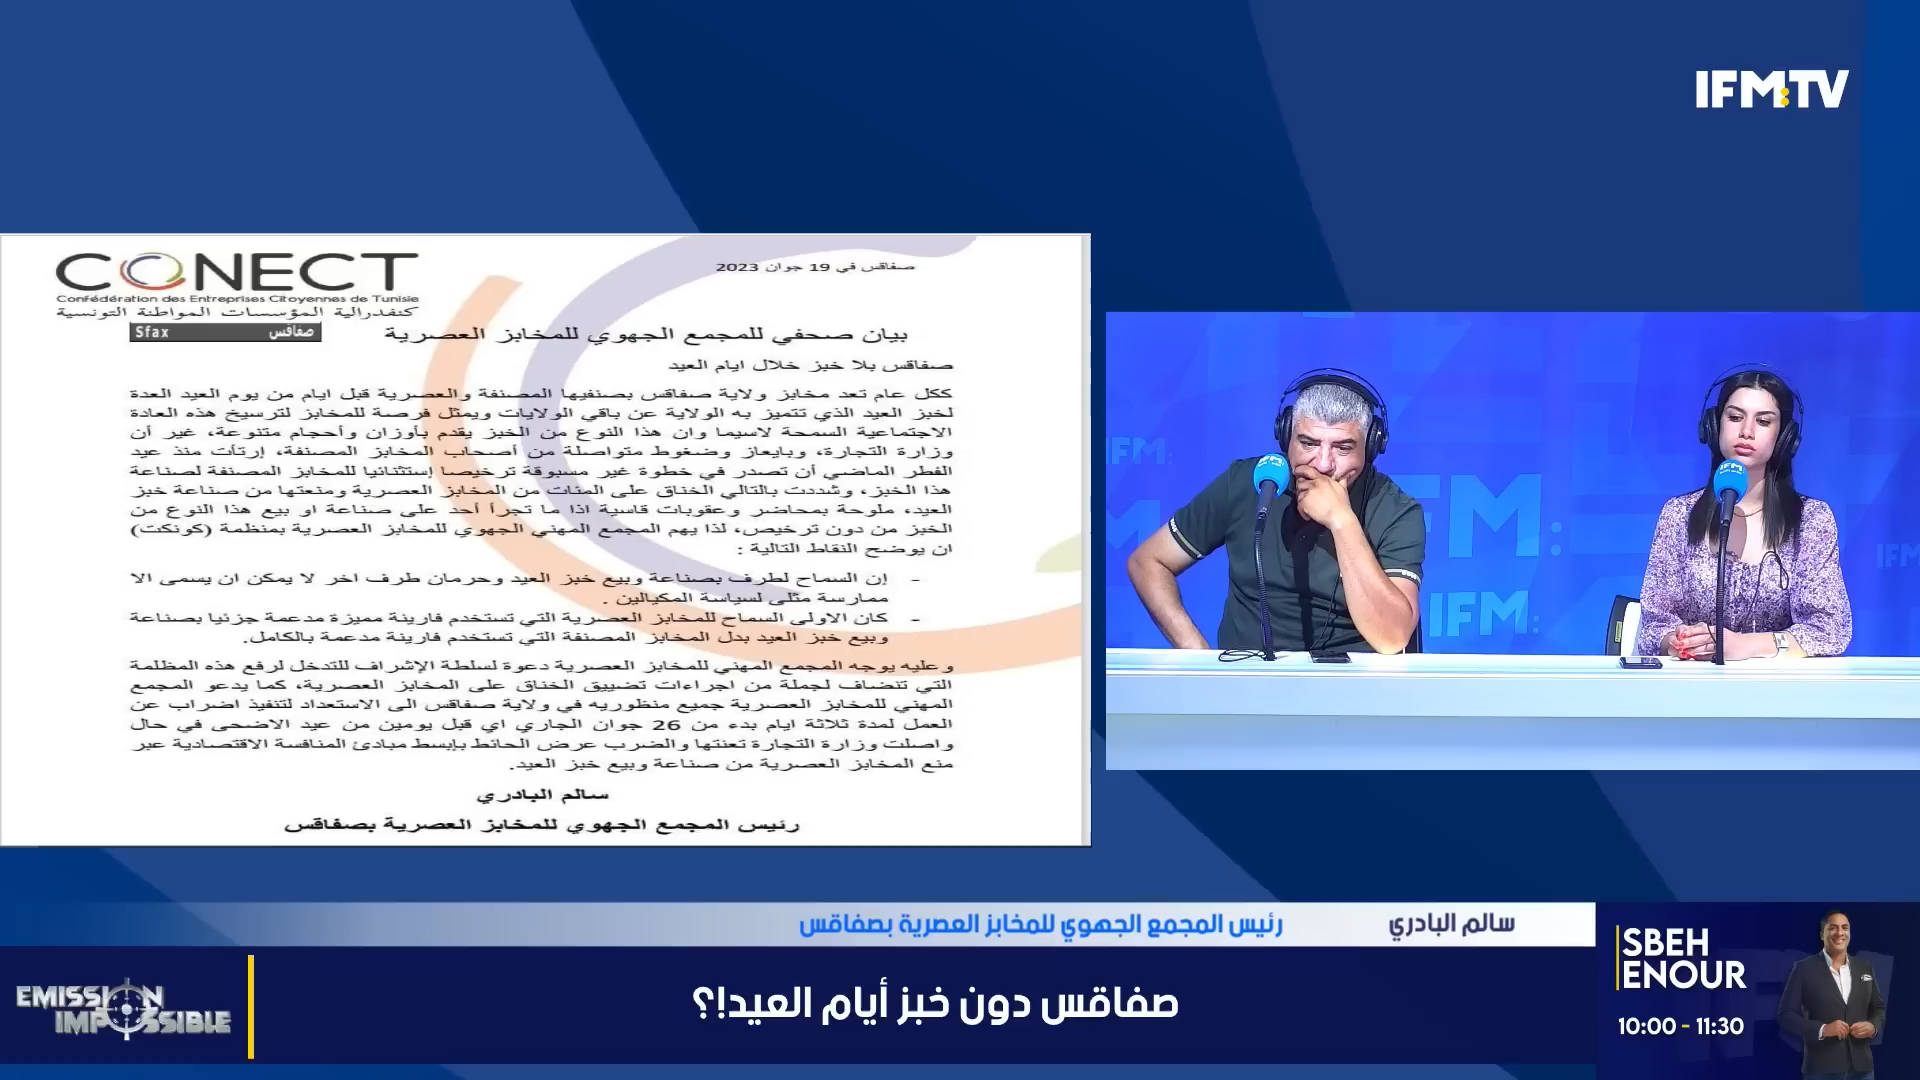 IFM:TV
CONECT
Confédération des Entreprises Citoyennes de Tunisie
كنفدرالية المؤسسات المواطنة التونسية
Sfax صفاقس
صفاقس في 19 جوان 2023
بيان صحفي للمجمع الجهوي للمخابز العصرية
صفاقس بلا خبز خلال ايام العيد
ككل عام تعد مخابز ولاية صفاقس بصنفيها المصنفة والعصرية قبل ايام من يوم العيد العدة
لخبز العيد الذي تتميز به الولاية عن باقي الولايات ويمثل فرصة للمخابز لترسيخ هذه العادة
الاجتماعية السمحة لاسيما وان هذا النوع من الخبز يقدم بأوزان وأحجام متنوعة، غير أن
وزارة التجارة، وبايعاز وضغوط متواصلة من أصحاب المخابز المصنفة، إرتأت منذ عيد
الفطر الماضي أن تصدر في خطوة غير مسبوقة ترخيصا إستثنائيا للمخابز المصنفة لصناعة
هذا الخبز، وشددت بالتالي الخناق على المئات من المخابز العصرية ومنعتها من صناعة خبز
العيد، ملوحة بمحاضر وعقوبات قاسية اذا ما تجرأ أحد على صناعة او بيع هذا النوع من
الخبز من دون ترخيص، لذا يهم المجمع المهني الجهوي للمخابز العصرية بمنظمة (كونكت)
ان يوضح النقاط التالية :
- إن السماح لطرف بصناعة وبيع خبز العيد وحرمان طرف اخر لا يمكن ان يسمى الا
ممارسة مثلى لسياسة المكيالين .
- كان الاولى السماح للمخابز العصرية التي تستخدم فارينة مميزة مدعمة جزئيا بصناعة
وبيع خبز العيد بدل المخابز المصنفة التي تستخدم فارينة مدعمة بالكامل.
وعليه يوجه المجمع المهني للمخابز العصرية دعوة لسلطة الإشراف للتدخل لرفع هذه المظلمة
التي تنضاف لجملة من اجراءات تضييق الخناق على المخابز العصرية، كما يدعو المجمع
المهني للمخابز العصرية جميع منظوريه في ولاية صفاقس الى الاستعداد لتنفيذ اضراب عن
العمل لمدة ثلاثة ايام بدء من 26 جوان الجاري اي قبل يومين من عيد الاضحى في حال
واصلت وزارة التجارة تعنتها والضرب عرض الحائط بإبسط مبادئ المنافسة الاقتصادية عبر
منع المخابز العصرية من صناعة وبيع خبز العيد.
سالم البادري
رئيس المجمع الجهوي للمخابز العصرية بصفاقس
IFM:
IFM:
IFM:
IFM
IFM
سالم البادري رئيس المجمع الجهوي للمخابز العصرية بصفاقس
صفاقس دون خبز أيام العيد!؟
EMISSION
IMPOSSIBLE
SBEH
ENOUR
10:00 - 11:30